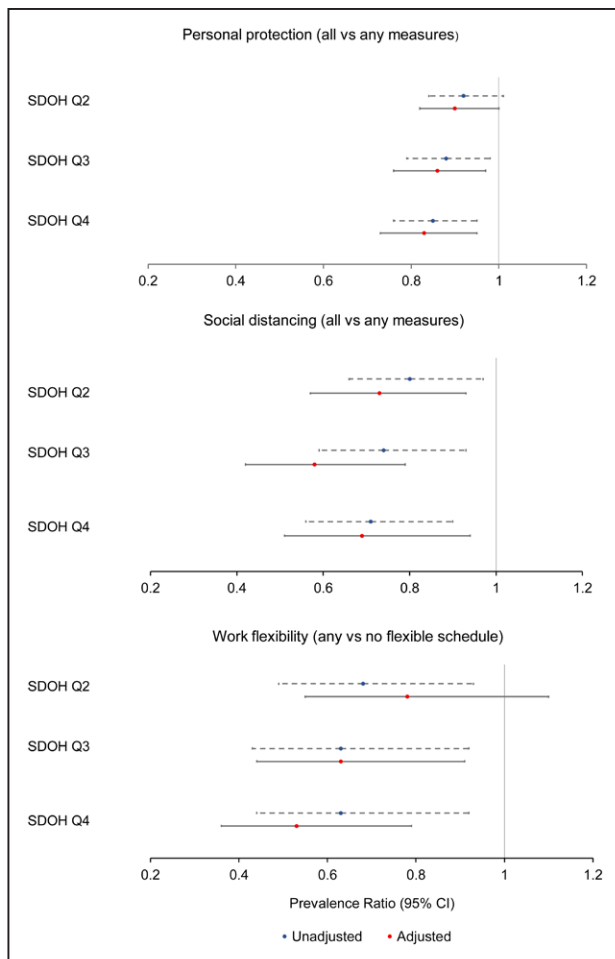 Personal protection (all vs any measures)
SDOH Q2
SDOH Q3
SDOH Q4
0.2 0.4 0.6 0.8 1 1.2
Social distancing (all vs any measures)
SDOH Q2
SDOH Q3
SDOH Q4
0.2 0.4 0.6 0.8 1 1.2
Work flexibility (any vs no flexible schedule)
SDOH Q2
SDOH Q3
SDOH Q4
0.2 0.4 0.6 0.8 1 1.2
Prevalence Ratio (95% CI)
Unadjusted Adjusted